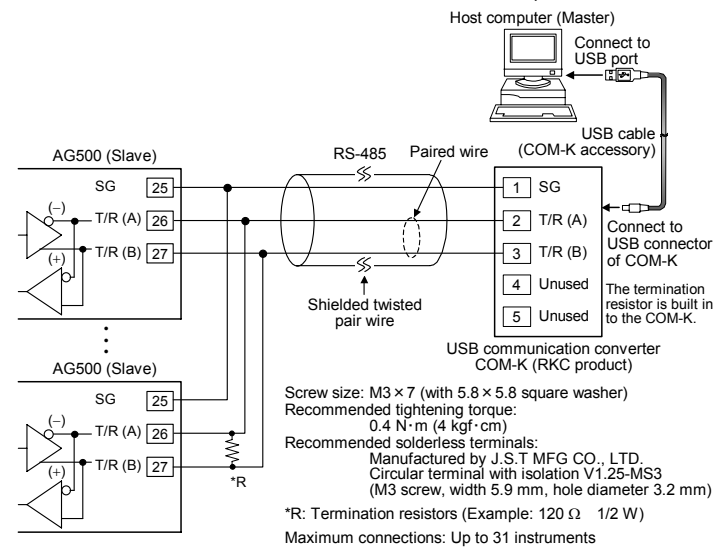 Host computer (Master)
Connect to
USB port
USB cable
(COM-K accessory)
AG500 (Slave)
RS-485
Paired wire
SG
25
1
SG
(−)
T/R (A)
26
2
T/R (A)
T/R (B)
27
3
T/R (B)
(+)
4
Unused
5
Unused
Connect to
USB connector
of COM-K
The termination
resistor is built in
to the COM-K.
Shielded twisted
pair wire
USB communication converter
COM-K (RKC product)
AG500 (Slave)
SG
25
(−)
T/R (A)
26
T/R (B)
27
(+)
*R
Screw size: M3 × 7 (with 5.8 × 5.8 square washer)
Recommended tightening torque:
0.4 N·m (4 kgf·cm)
Recommended solderless terminals:
Manufactured by J.S.T MFG CO., LTD.
Circular terminal with isolation V1.25-MS3
(M3 screw, width 5.9 mm, hole diameter 3.2 mm)
*R: Termination resistors (Example: 120 Ω 1/2 W)
Maximum connections: Up to 31 instruments